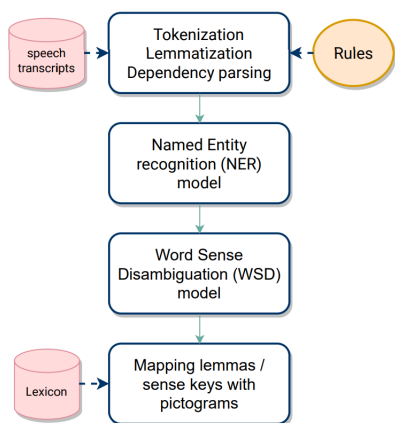 speech
transcripts
Tokenization
Lemmatization
Dependency parsing
Rules
Named Entity
recognition (NER)
model
Word Sense
Disambiguation (WSD)
model
Lexicon
Mapping lemmas /
sense keys with
pictograms